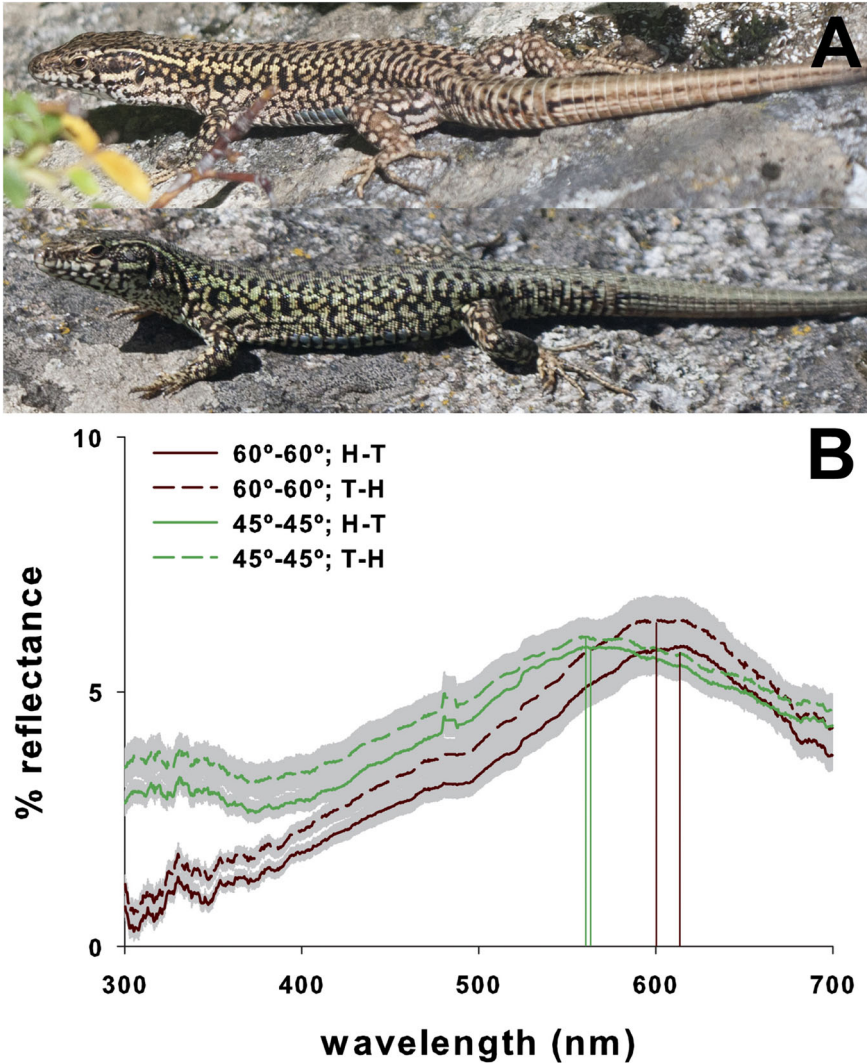 A
B
10
60º-60º; H-T
60º-60º; T-H
45º-45º; H-T
45º-45º; T-H
% reflectance
5
0
300
400
500
600
700
wavelength (nm)